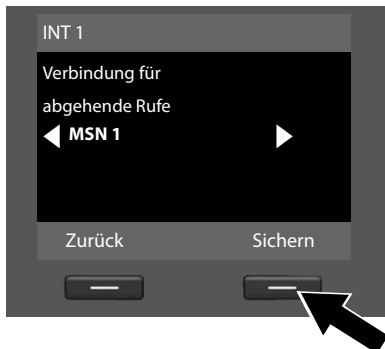 INT 1
Verbindung für
abgehende Rufe
MSN 1
Zurück Sichern